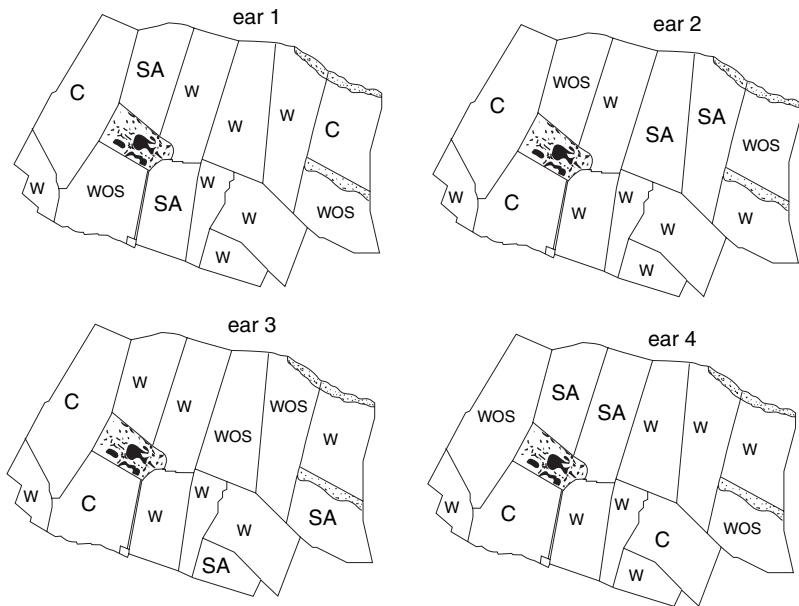 ear 1
C SA W W W C
W WOS SA W W WOS
W
ear 2
C WOS W SA SA WOS
W C W W W W
W
ear 3
C W W WOS WOS W
W C W W W SA
SA
ear 4
WOS SA SA W W W
W C W W C WOS
W